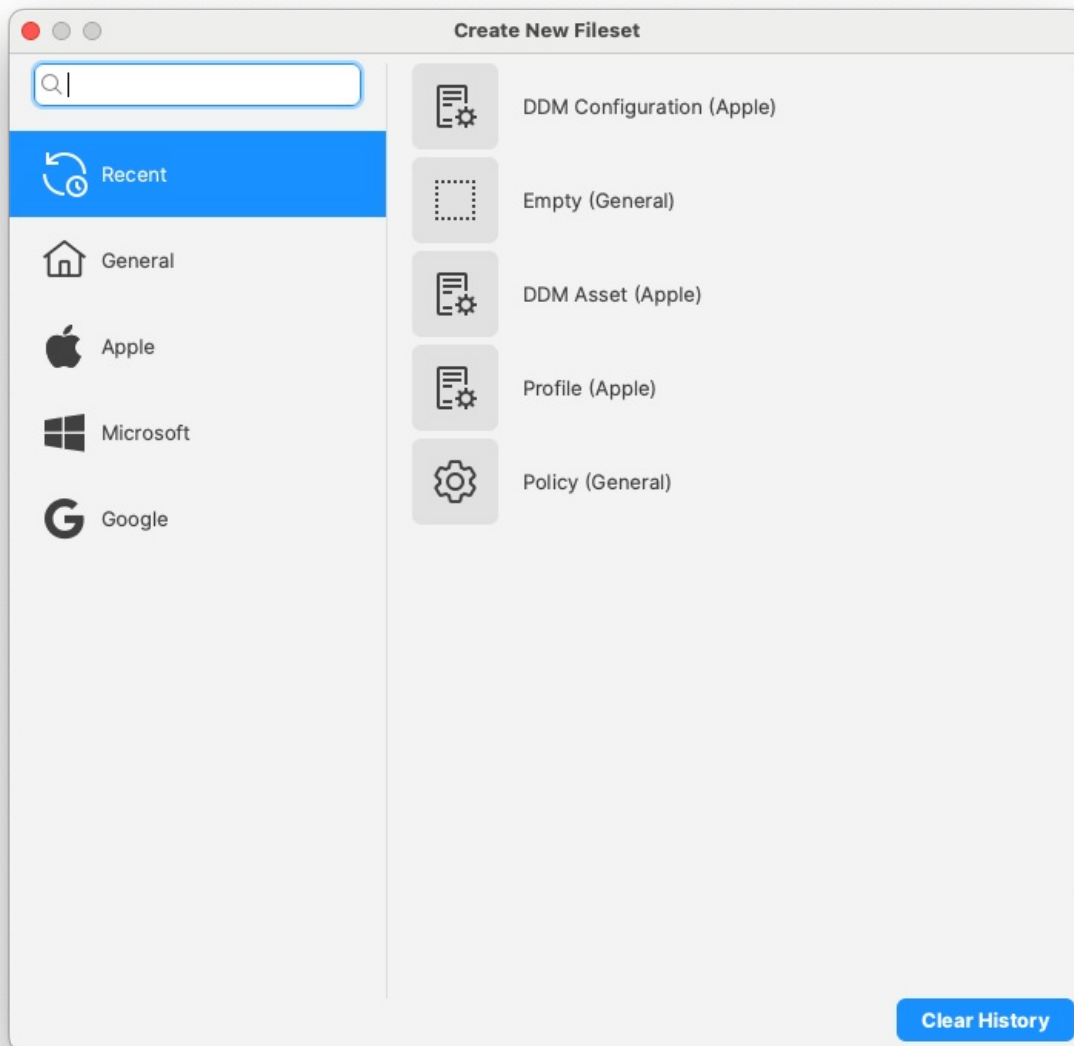 Create New Fileset
Recent
General
Apple
Microsoft
Google
DDM Configuration (Apple)
Empty (General)
DDM Asset (Apple)
Profile (Apple)
Policy (General)
Clear History